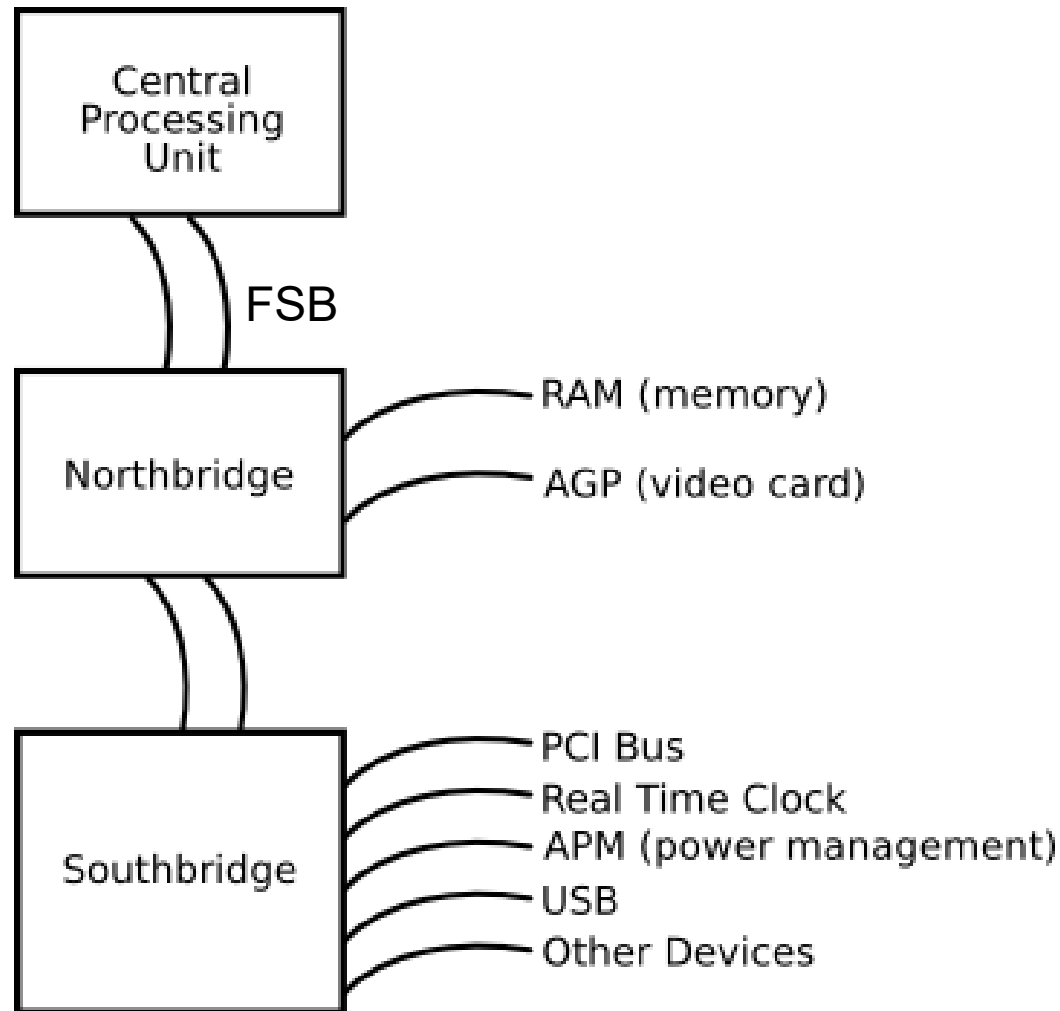 Central
Processing
Unit
FSB
Northbridge
RAM (memory)
AGP (video card)
Southbridge
PCI Bus
Real Time Clock
APM (power management)
USB
Other Devices